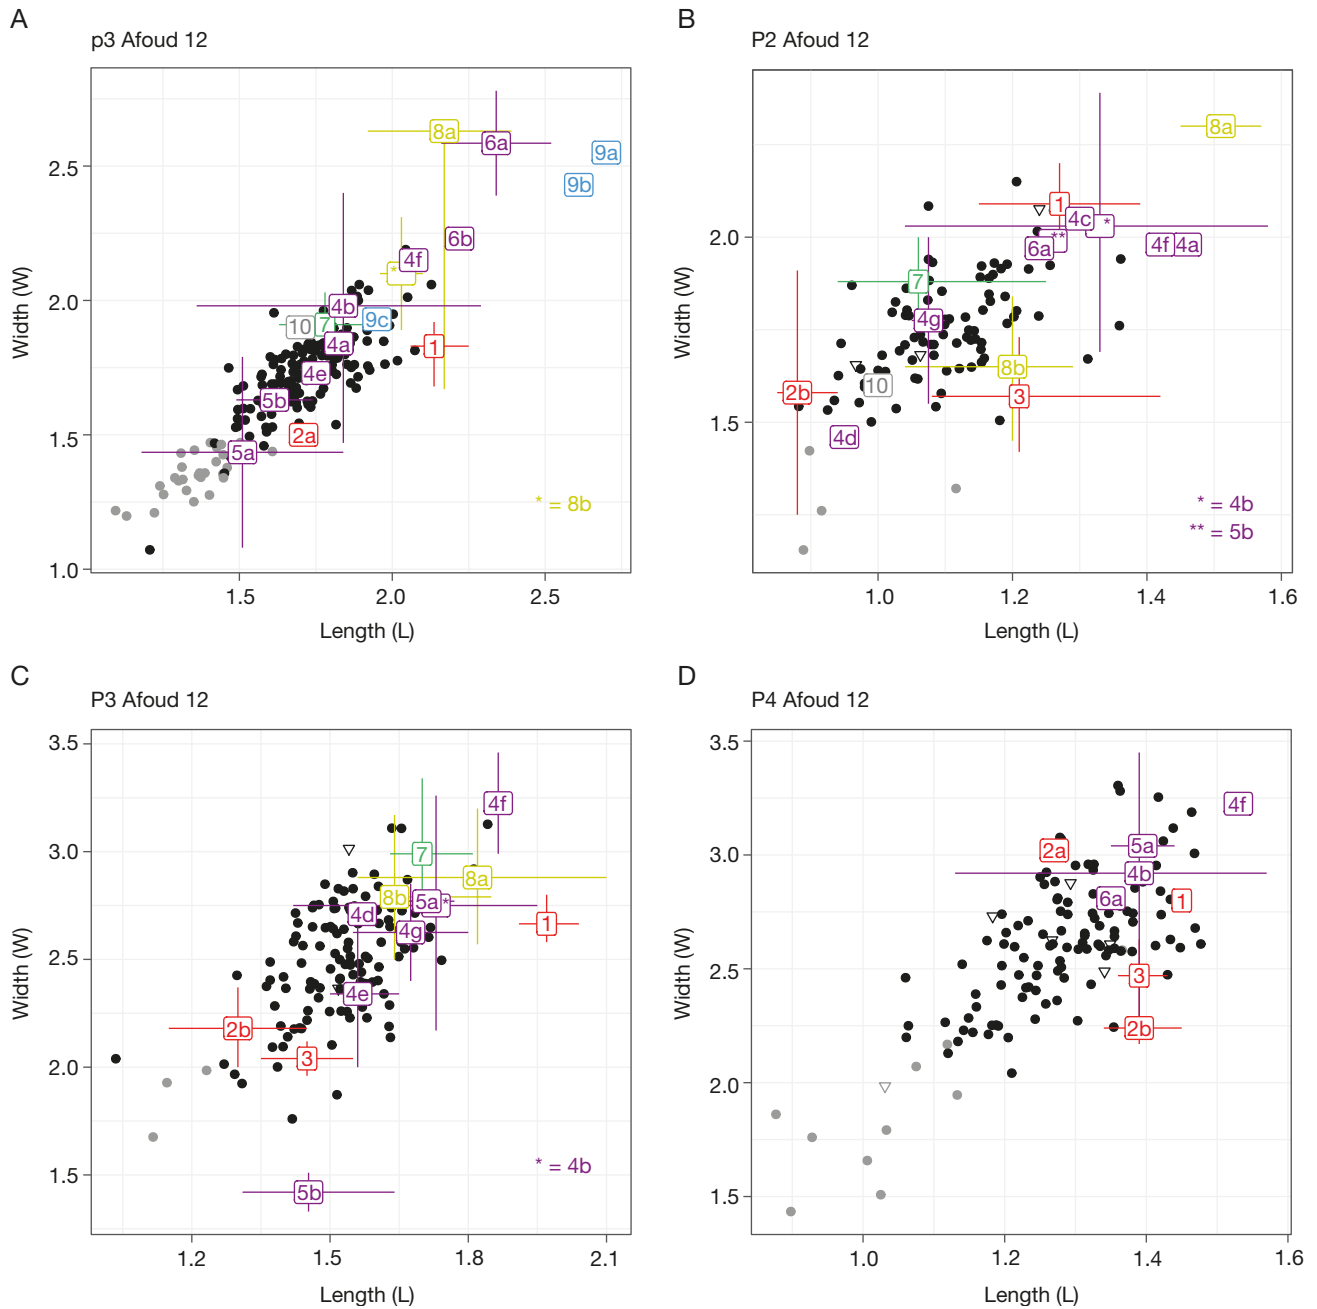 A
p3 Afoud 12
Width (W)
2.5
2.0
1.5
1.0
8a
6a
9a
9b
6b
4f
*
4b
10
7
9c
4a
1
4e
5b
2a
5a
* = 8b
1.5
2.0
2.5
Length (L)
B
P2 Afoud 12
Width (W)
2.0
1.5
8a
1
4c
*
**
6a
4f
4a
7
4g
8b
10
2b
3
4d
* = 4b
** = 5b
1.0
1.2
1.4
1.6
Length (L)
C
P3 Afoud 12
Width (W)
3.5
3.0
2.5
2.0
1.5
4f
7
8a
8b
5a
*
4d
1
4g
4e
2b
3
* = 4b
5b
1.2
1.5
1.8
2.1
Length (L)
D
P4 Afoud 12
Width (W)
3.5
3.0
2.5
2.0
1.5
4f
2a
5a
4b
6a
1
3
2b
1.0
1.2
1.4
1.6
Length (L)